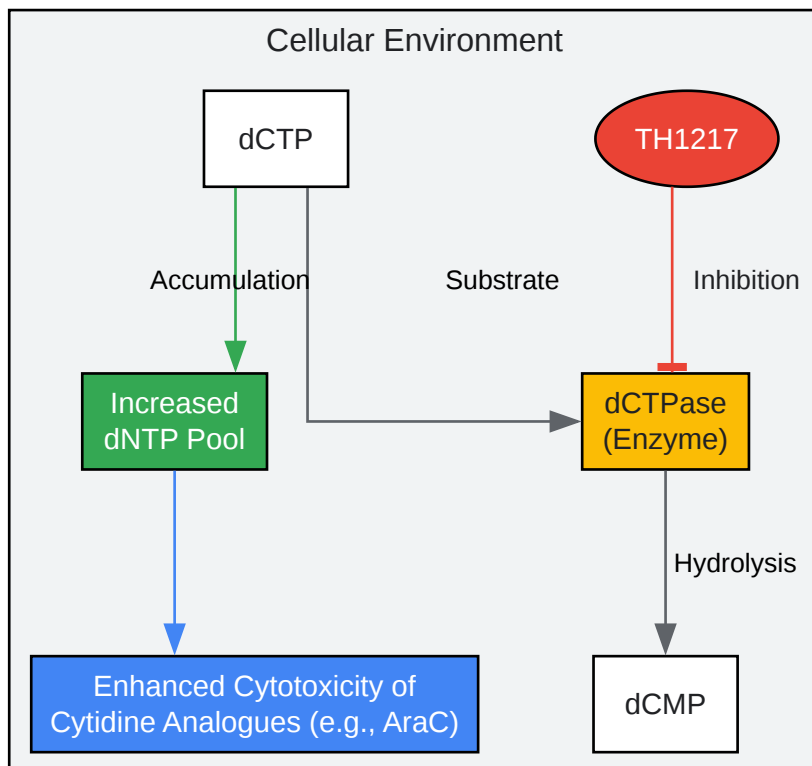 Cellular Environment
dCTP
TH1217
Accumulation
Substrate
Inhibition
Increased
dNTP Pool
dCTPase
(Enzyme)
Hydrolysis
Enhanced Cytotoxicity of
Cytidine Analogues (e.g., AraC)
dCMP